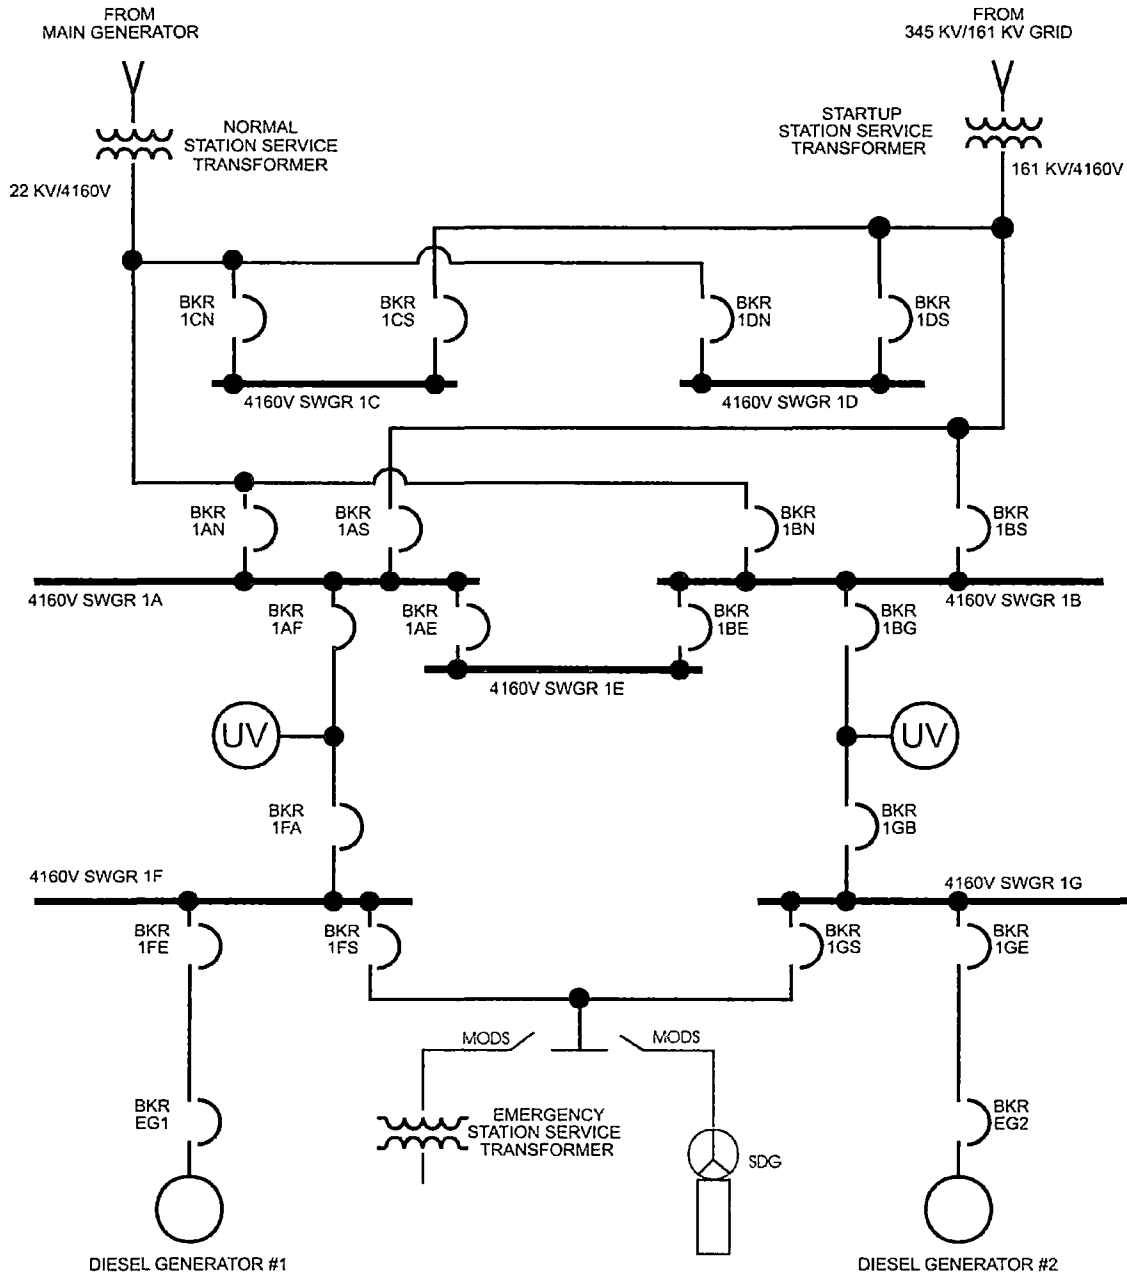 FROM
MAIN GENERATOR
FROM
345 KV/161 KV GRID
NORMAL
STATION SERVICE
TRANSFORMER
STARTUP
STATION SERVICE
TRANSFORMER
22 KV/4160V
161 KV/4160V
BKR
1CN
BKR
1CS
BKR
1DN
BKR
1DS
4160V SWGR 1C
4160V SWGR 1D
BKR
1AN
BKR
1AS
BKR
1BN
BKR
1BS
4160V SWGR 1A
4160V SWGR 1B
BKR
1AF
BKR
1AE
BKR
1BE
BKR
1BG
4160V SWGR 1E
UV
UV
BKR
1FA
BKR
1GB
4160V SWGR 1F
4160V SWGR 1G
BKR
1FE
BKR
1FS
BKR
1GS
BKR
1GE
MODS
MODS
BKR
EG1
EMERGENCY
STATION SERVICE
TRANSFORMER
SDG
BKR
EG2
DIESEL GENERATOR #1
DIESEL GENERATOR #2